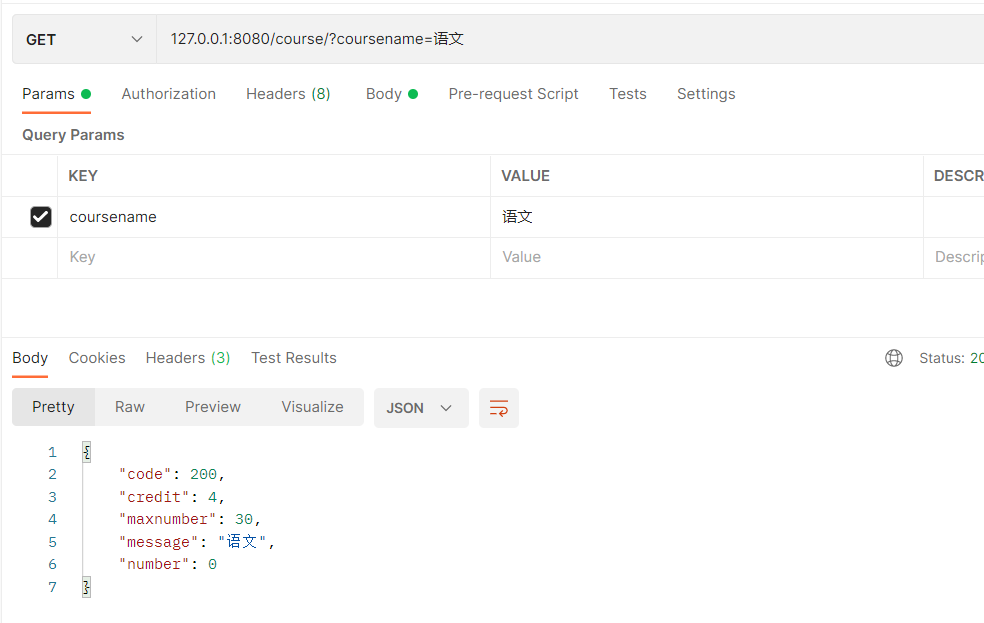 GET 127.0.0.1:8080/course/?coursename=语文
Params Authorization Headers (8) Body Pre-request Script Tests Settings
Query Params
KEY VALUE DESCR
coursename 语文
Key Value Descrip
Body Cookies Headers (3) Test Results Status: 20
Pretty Raw Preview Visualize JSON
1 {
2 "code": 200,
3 "credit": 4,
4 "maxnumber": 30,
5 "message": "语文",
6 "number": 0
7 }